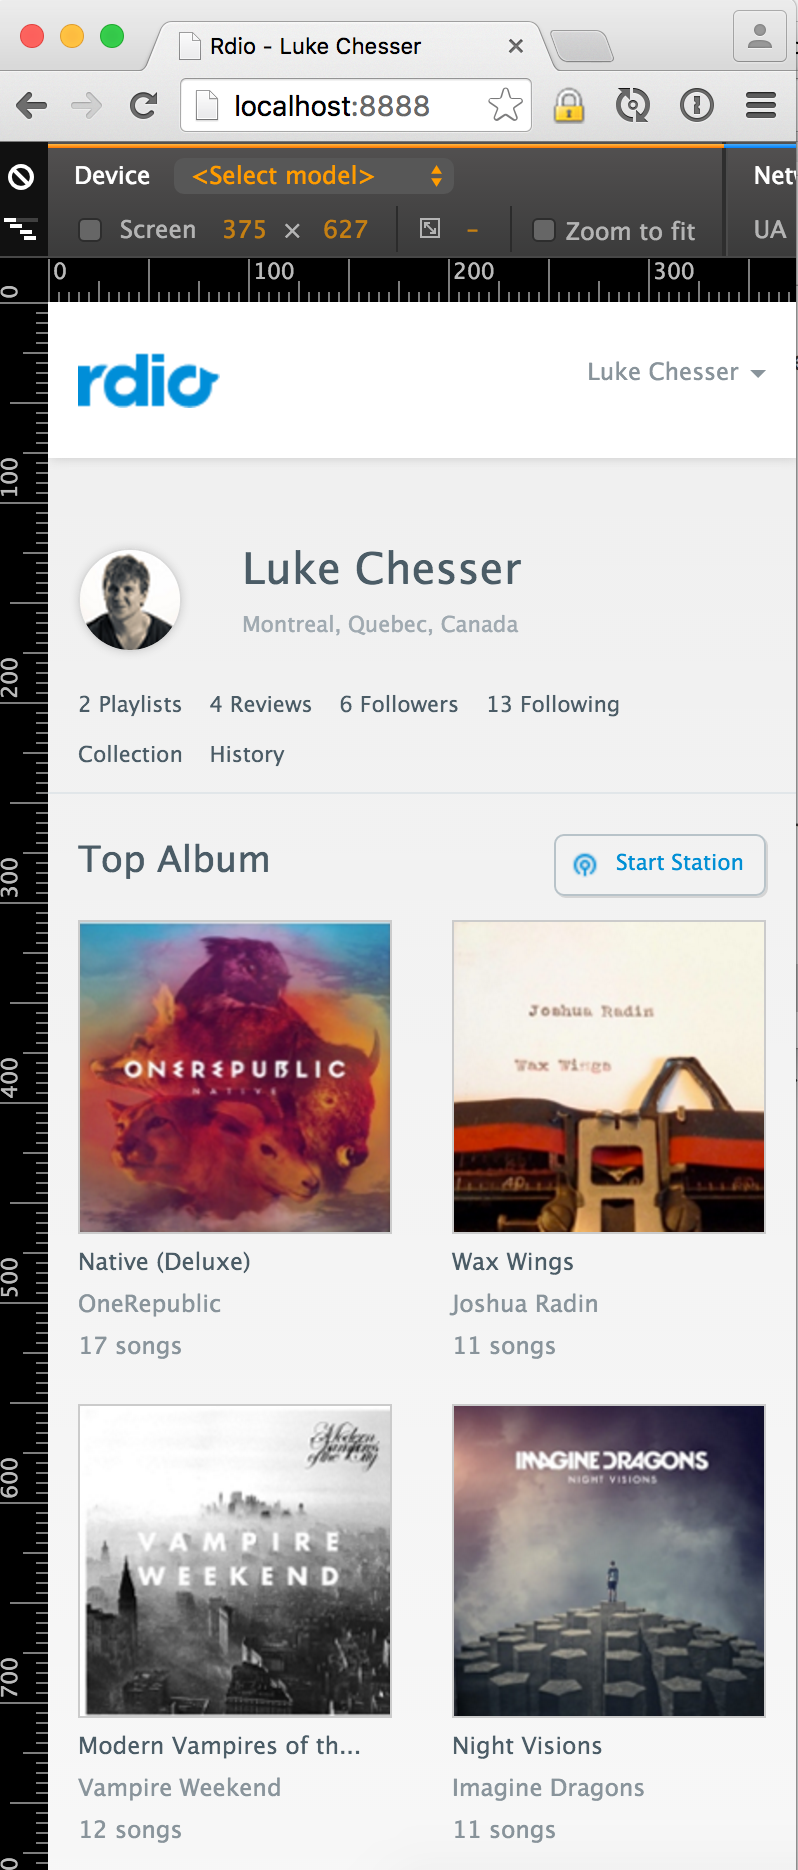 Rdio - Luke Chesser
localhost:8888
Device <Select model>
Screen 375 × 627 - Zoom to fit UA
0 100 200 300
0
100
200
300
400
500
600
700
rdio
Luke Chesser
Luke Chesser
Montreal, Quebec, Canada
2 Playlists 4 Reviews 6 Followers 13 Following
Collection History
Top Album
Start Station
ONEREPUBLIC
NATIVE
Joshua Radin
Wax Wings
Native (Deluxe)
OneRepublic
17 songs
Wax Wings
Joshua Radin
11 songs
Modern
Vampires
of the City
VAMPIRE
WEEKEND
IMAGINE DRAGONS
NIGHT VISIONS
Modern Vampires of th...
Vampire Weekend
12 songs
Night Visions
Imagine Dragons
11 songs